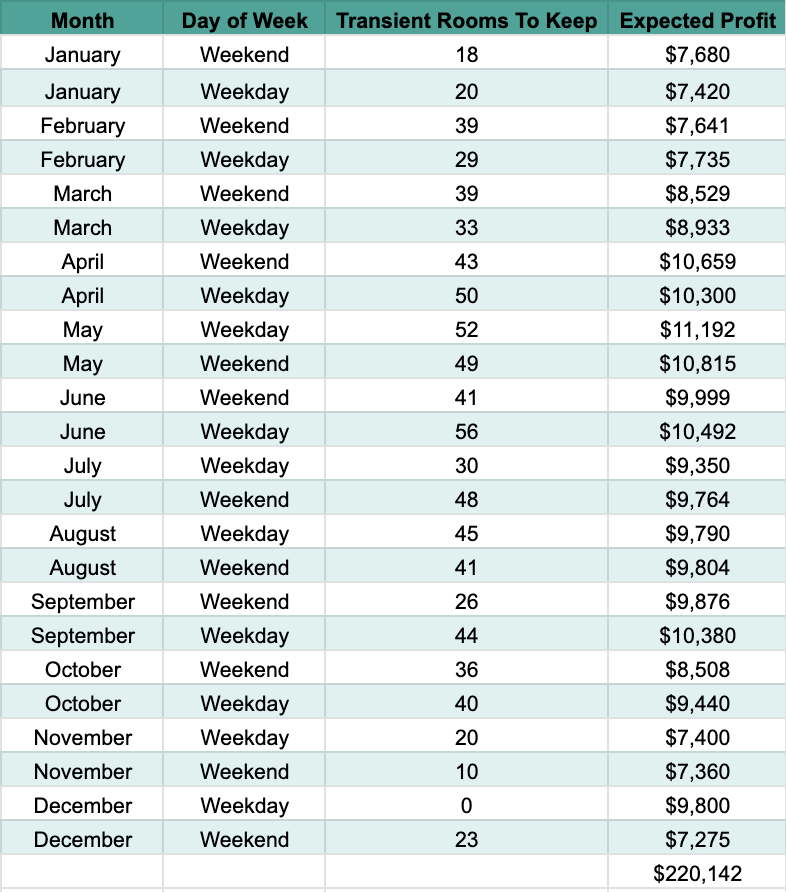 Month Day of Week Transient Rooms To Keep Expected Profit
January Weekend 18 $7,680
January Weekday 20 $7,420
February Weekend 39 $7,641
February Weekday 29 $7,735
March Weekend 39 $8,529
March Weekday 33 $8,933
April Weekend 43 $10,659
April Weekday 50 $10,300
May Weekday 52 $11,192
May Weekend 49 $10,815
June Weekend 41 $9,999
June Weekday 56 $10,492
July Weekday 30 $9,350
July Weekend 48 $9,764
August Weekday 45 $9,790
August Weekend 41 $9,804
September Weekend 26 $9,876
September Weekday 44 $10,380
October Weekend 36 $8,508
October Weekday 40 $9,440
November Weekday 20 $7,400
November Weekend 10 $7,360
December Weekday 0 $9,800
December Weekend 23 $7,275
$220,142